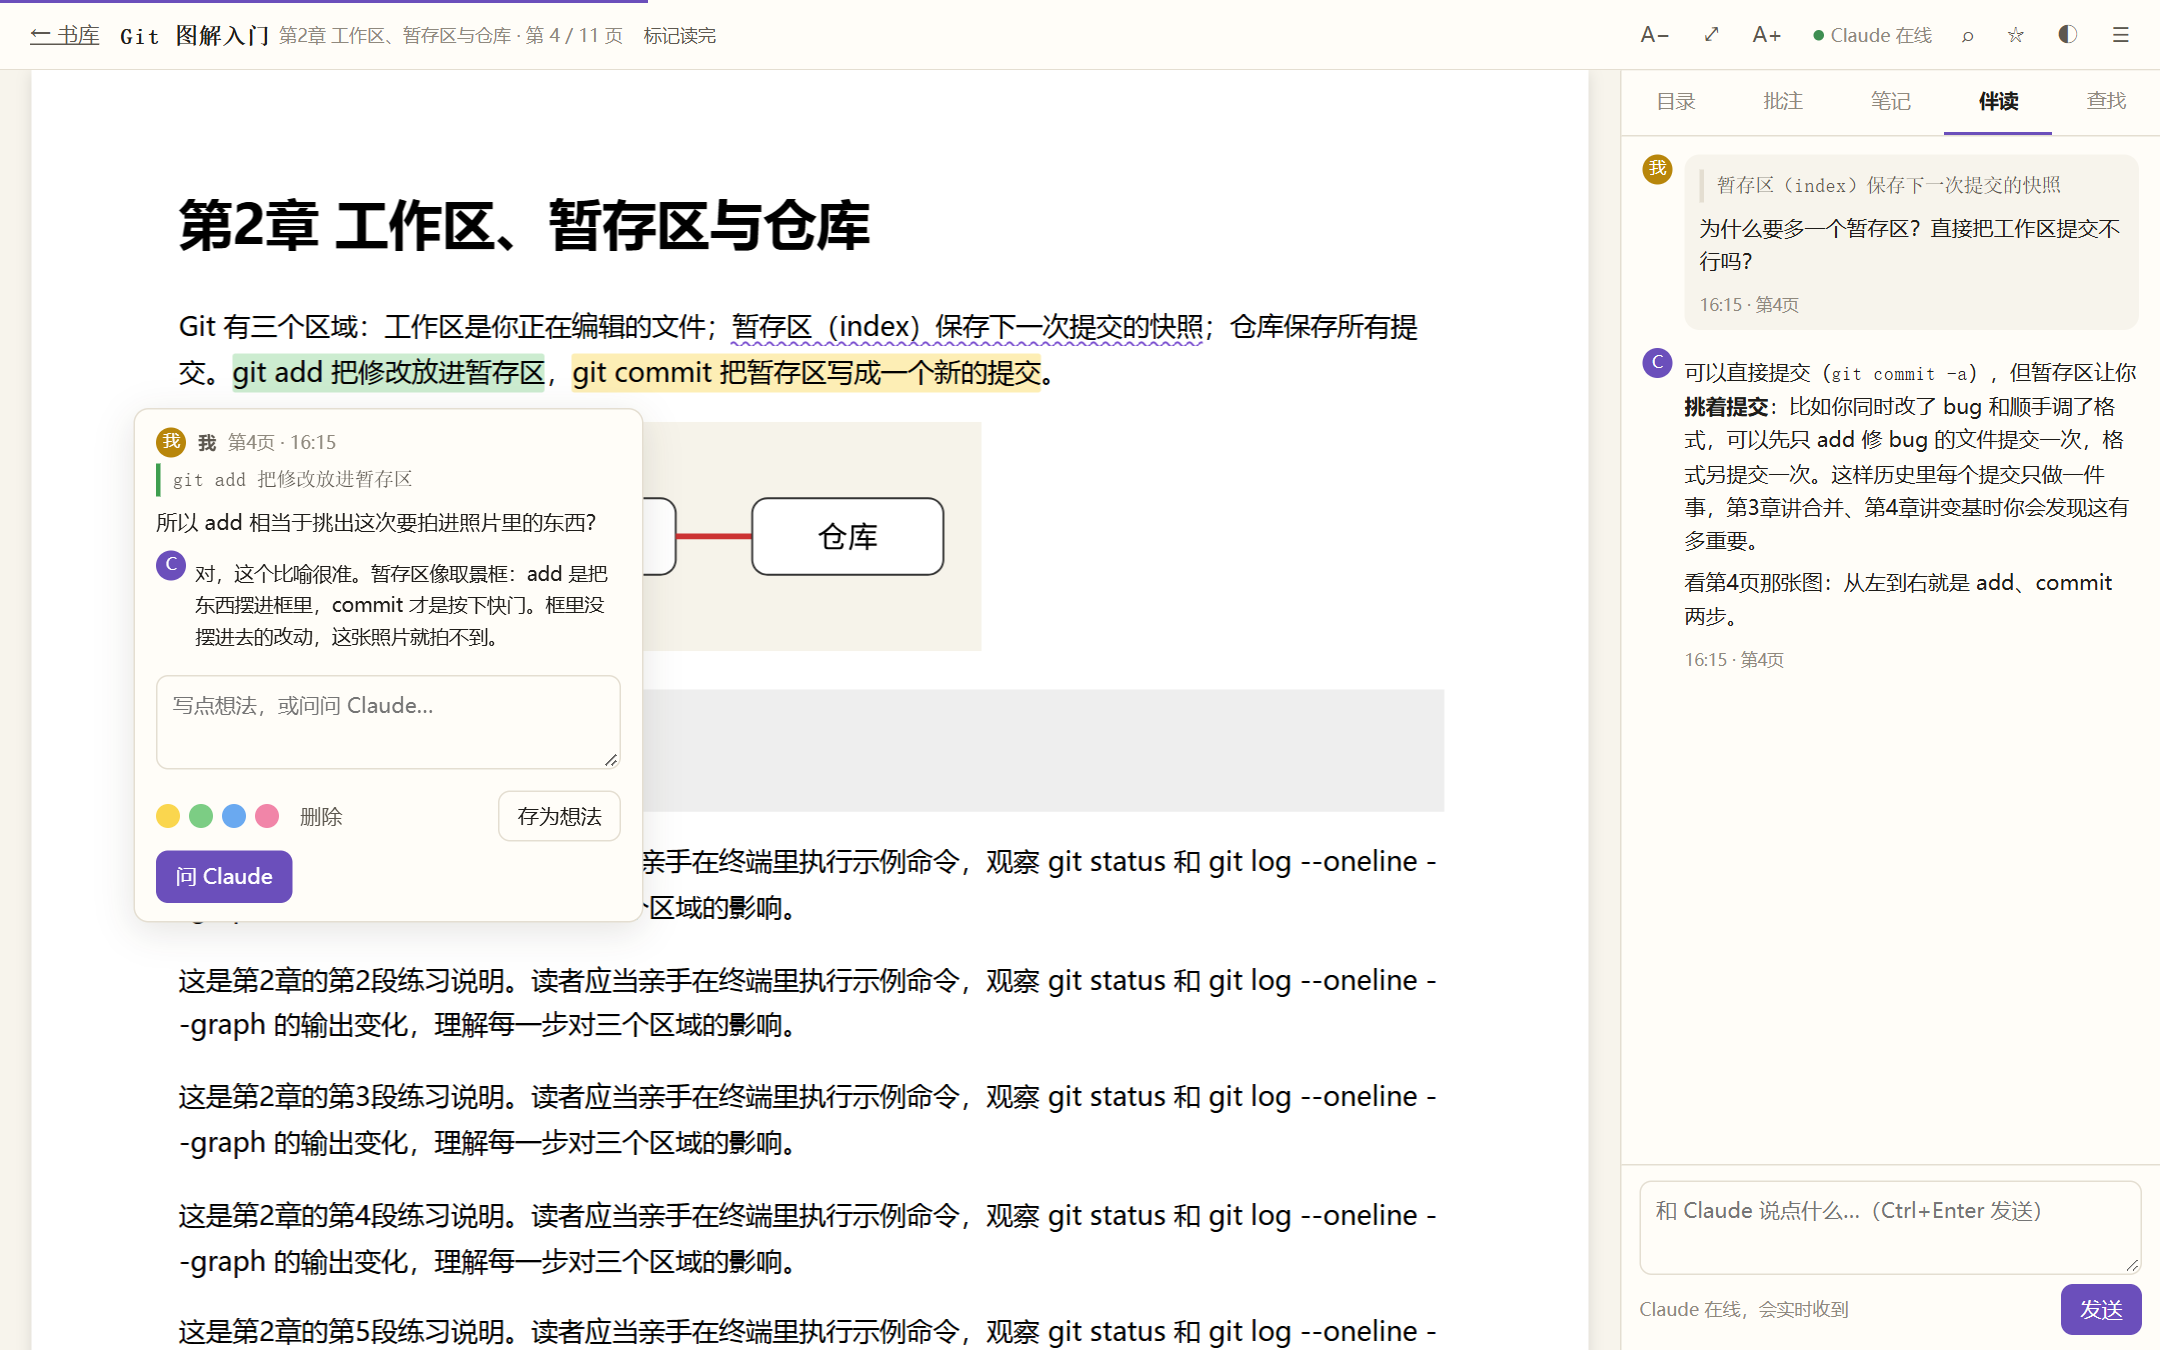 ← 书库 Git 图解入门 第2章 工作区、暂存区与仓库 · 第 4 / 11 页 标记读完
A− ⤢ A+ Claude 在线
第2章 工作区、暂存区与仓库
Git 有三个区域：工作区是你正在编辑的文件；暂存区（index）保存下一次提交的快照；仓库保存所有提
交。git add 把修改放进暂存区，git commit 把暂存区写成一个新的提交。
仓库
我 我 第4页 · 16:15
git add 把修改放进暂存区
所以 add 相当于挑出这次要拍进照片里的东西？
C 对，这个比喻很准。暂存区像取景框：add 是把
东西摆进框里，commit 才是按下快门。框里没
摆进去的改动，这张照片就拍不到。
写点想法，或问问 Claude...
删除 存为想法
问 Claude
亲手在终端里执行示例命令，观察 git status 和 git log --oneline -
区域的影响。
这是第2章的第2段练习说明。读者应当亲手在终端里执行示例命令，观察 git status 和 git log --oneline -
-graph 的输出变化，理解每一步对三个区域的影响。
这是第2章的第3段练习说明。读者应当亲手在终端里执行示例命令，观察 git status 和 git log --oneline -
-graph 的输出变化，理解每一步对三个区域的影响。
这是第2章的第4段练习说明。读者应当亲手在终端里执行示例命令，观察 git status 和 git log --oneline -
-graph 的输出变化，理解每一步对三个区域的影响。
这是第2章的第5段练习说明。读者应当亲手在终端里执行示例命令，观察 git status 和 git log --oneline -
目录 批注 笔记 伴读 查找
我 暂存区（index）保存下一次提交的快照
为什么要多一个暂存区？直接把工作区提交不
行吗？
16:15 · 第4页
C 可以直接提交（git commit -a），但暂存区让你
挑着提交：比如你同时改了 bug 和顺手调了格
式，可以先只 add 修 bug 的文件提交一次，格
式另提交一次。这样历史里每个提交只做一件
事，第3章讲合并、第4章讲变基时你会发现这有
多重要。
看第4页那张图：从左到右就是 add、commit
两步。
16:15 · 第4页
和 Claude 说点什么...（Ctrl+Enter 发送）
Claude 在线，会实时收到
发送